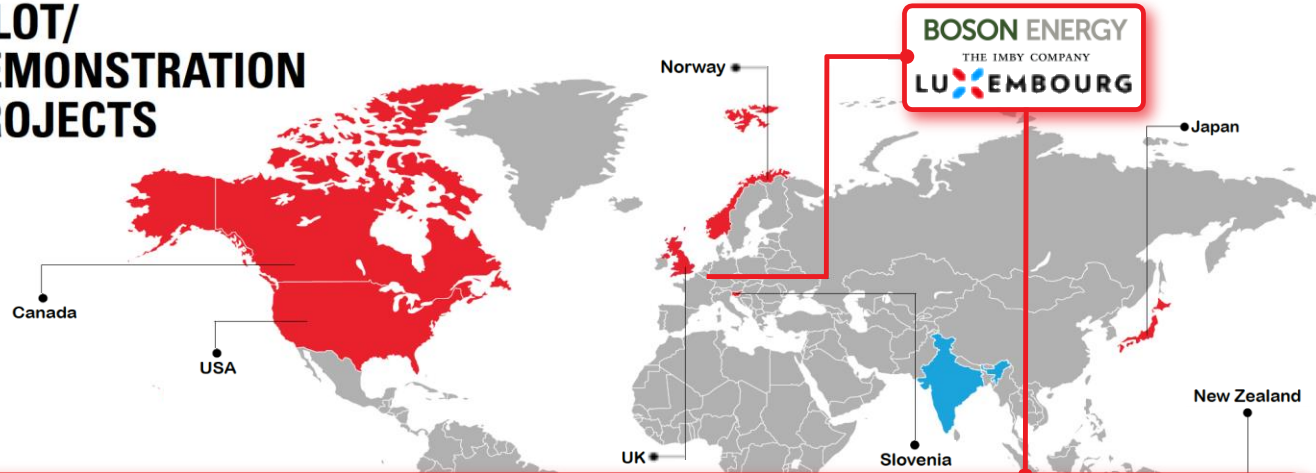 LOT/
EMONSTRATION
ROJECTS
BOSON ENERGY
THE IMBY COMPANY
LUXEMBOURG
Norway
Japan
Canada
USA
New Zealand
UK
Slovenia